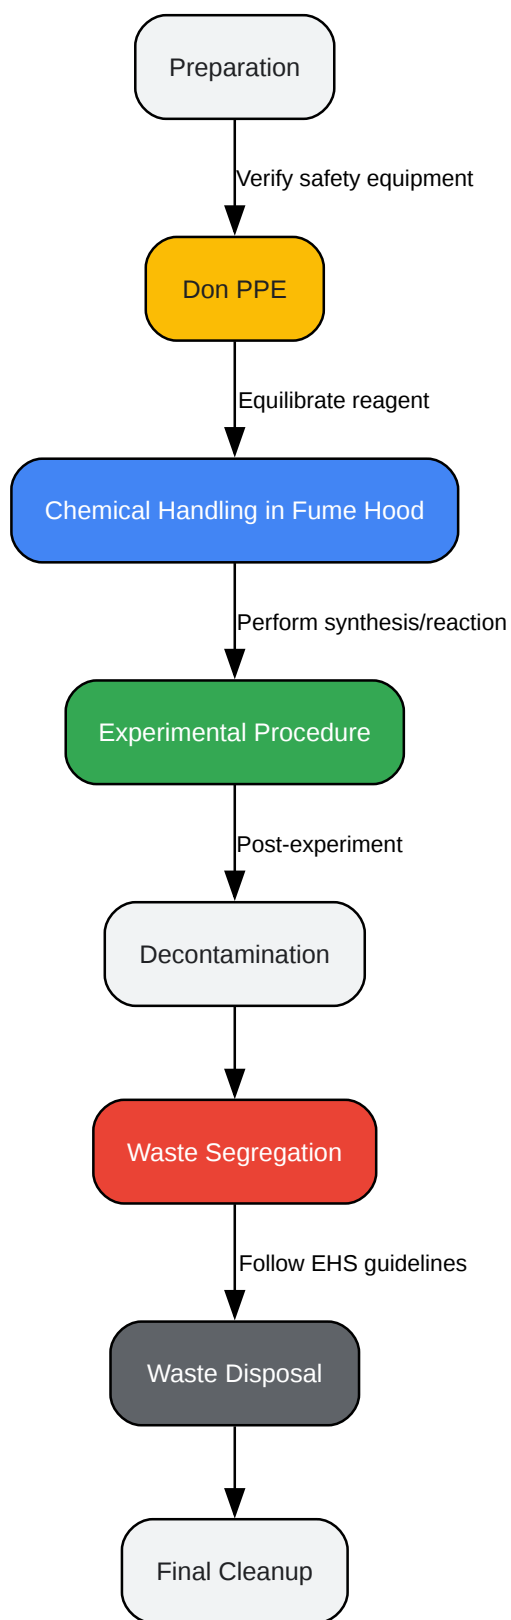 Preparation
Verify safety equipment
Don PPE
Equilibrate reagent
Chemical Handling in Fume Hood
Perform synthesis/reaction
Experimental Procedure
Post-experiment
Decontamination
Waste Segregation
Follow EHS guidelines
Waste Disposal
Final Cleanup